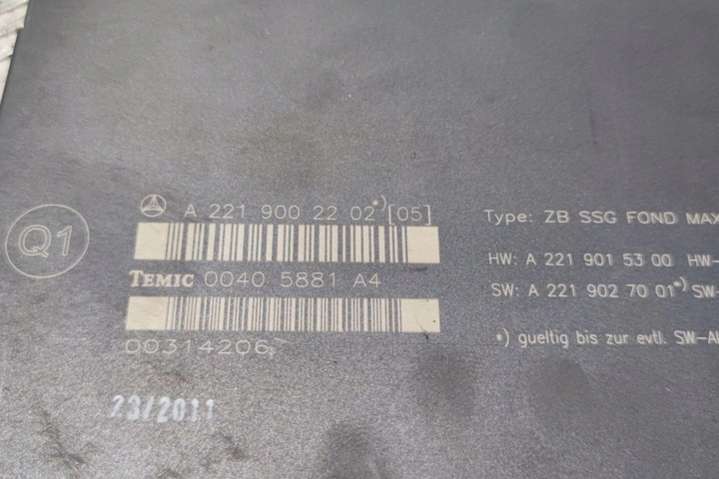 Q1
A 221 900 22 02*)[05]
TEMIC 0040 5881 A4
00314206
23/2011
Type: ZB SSG FOND MAX
HW: A 221 901 53 00 HW-
SW: A 221 902 70 01*) SW-
*) gueltig bis zur evtl. SW-